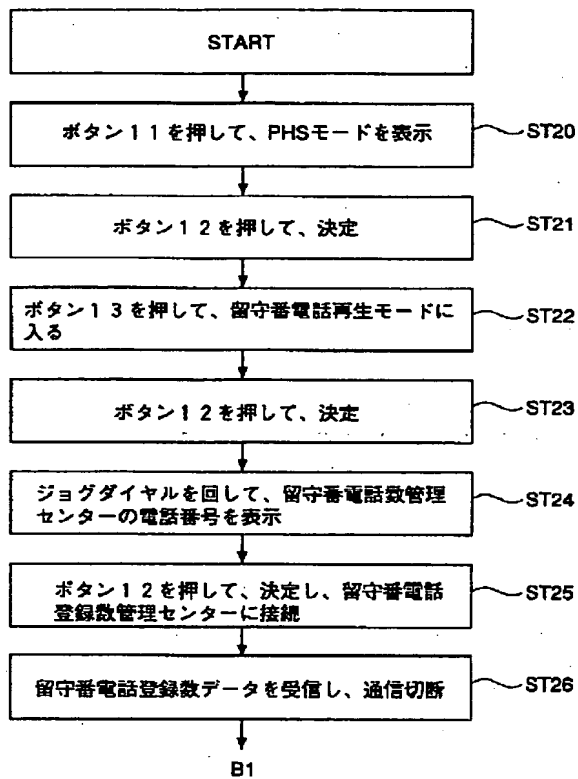 START
ボタン11を押して、PHSモードを表示
ST20
ボタン12を押して、決定
ST21
ボタン13を押して、留守番電話再生モードに
入る
ST22
ボタン12を押して、決定
ST23
ジョグダイヤルを回して、留守番電話数管理
センターの電話番号を表示
ST24
ボタン12を押して、決定し、留守番電話
登録数管理センターに接続
ST25
留守番電話登録数データを受信し、通信切断
ST26
B1